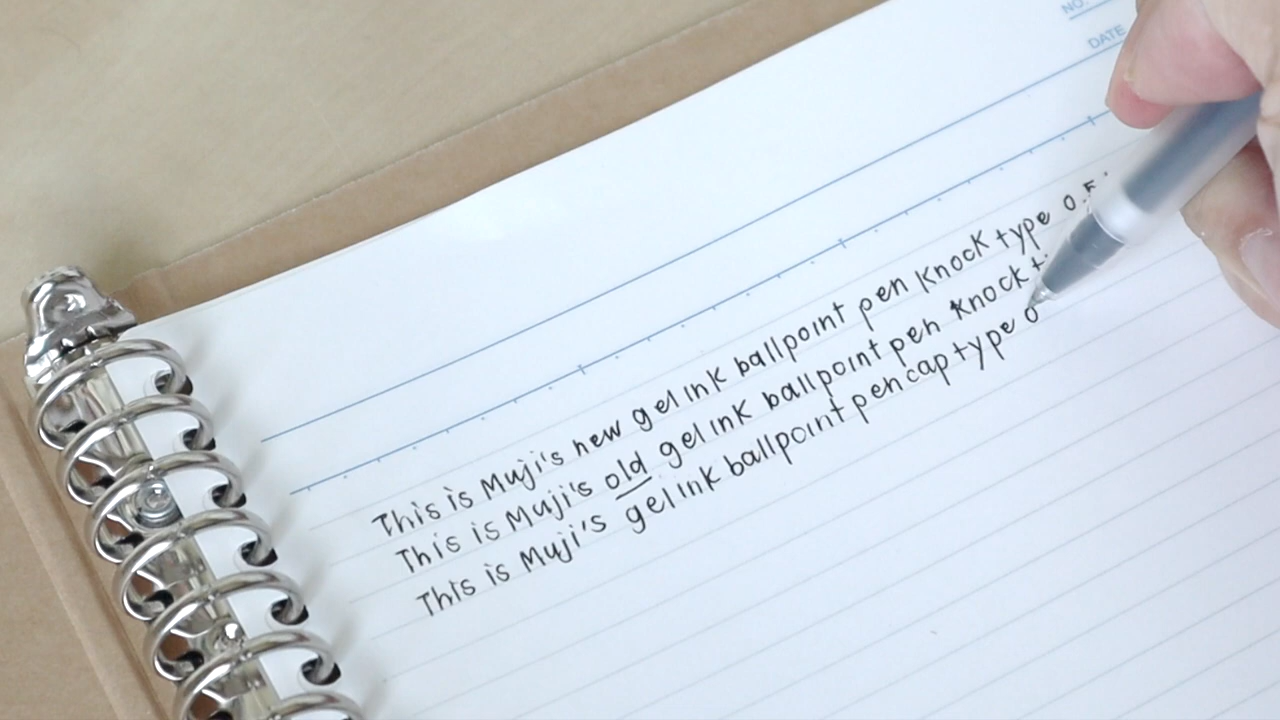 NO.
DATE
This is Muji's new gel ink ballpoint pen knock type 0.5
This is Muji's old gel ink ballpoint pen knock
This is Muji's gel ink ballpoint pen cap type 0